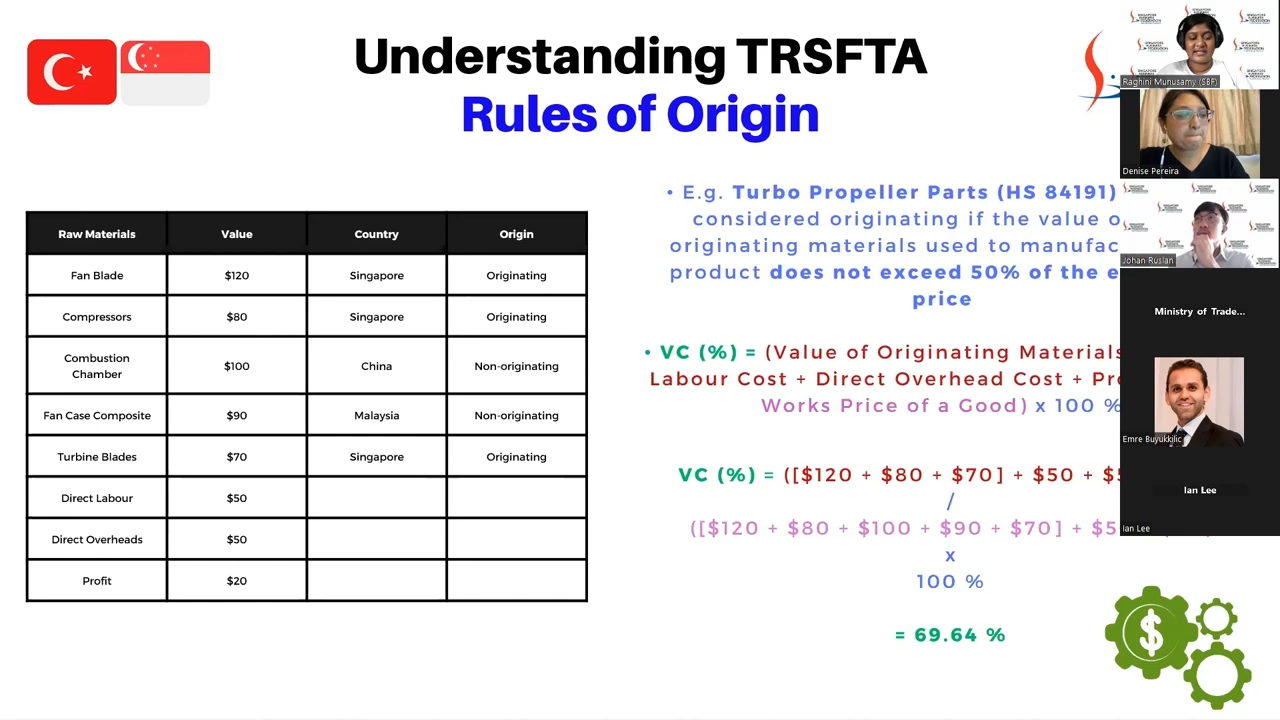 Understanding TRSFTA
Rules of Origin
Raw Materials Value Country Origin
Fan Blade $120 Singapore Originating
Compressors $80 Singapore Originating
Combustion
Chamber $100 China Non-originating
Fan Case Composite $90 Malaysia Non-originating
Turbine Blades $70 Singapore Originating
Direct Labour $50
Direct Overheads $50
Profit $20
• E.g. Turbo Propeller Parts (HS 84191)
considered originating if the value o
originating materials used to manufac
product does not exceed 50% of the e
price
• VC (%) = (Value of Originating Materials
Labour Cost + Direct Overhead Cost + Pr
Works Price of a Good) x 100 %
VC (%) = ([$120 + $80 + $70] + $50 + $5
/
([$120 + $80 + $100 + $90 + $70] + $5
x
100 %
= 69.64 %
$
Raghini Munusamy (SBF)
Denise Pereira
Johan Ruslan
Ministry of Trade...
Emre Buyukkilic
Ian Lee
Ian Lee